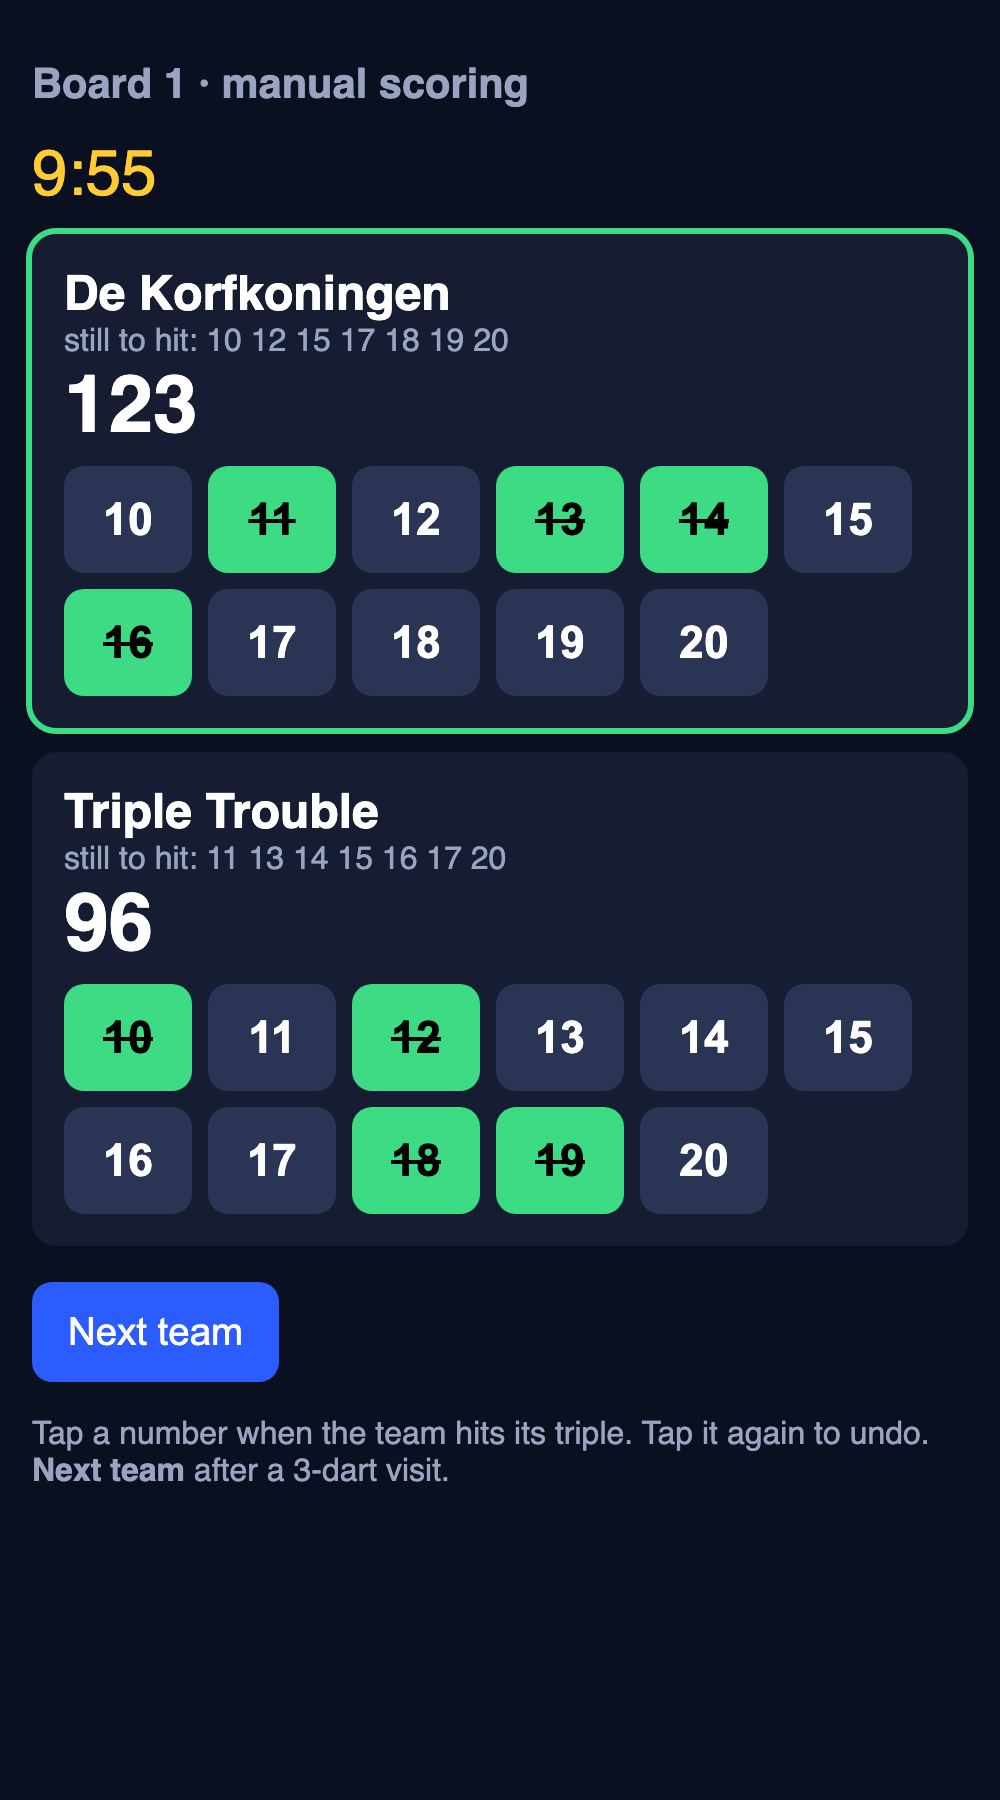 Board 1 · manual scoring
9:55
De Korfkoningen
still to hit: 10 12 15 17 18 19 20
123
10 11 12 13 14 15
16 17 18 19 20
Triple Trouble
still to hit: 11 13 14 15 16 17 20
96
10 11 12 13 14 15
16 17 18 19 20
Next team
Tap a number when the team hits its triple. Tap it again to undo.
Next team after a 3-dart visit.